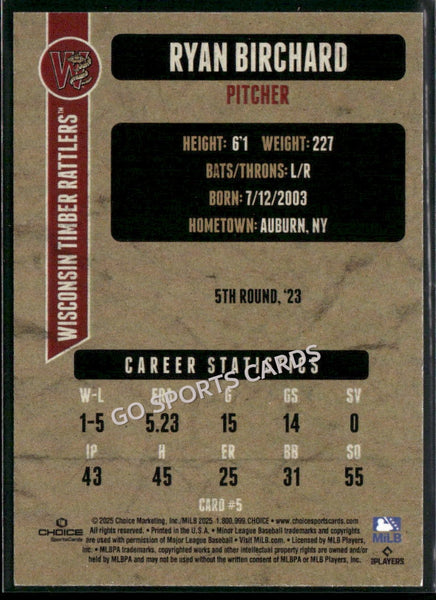 RYAN BIRCHARD
PITCHER
W
WISCONSIN TIMBER RATTLERS™
HEIGHT: 6'1 WEIGHT: 227
BATS/THRONS: L/R
BORN: 7/12/2003
HOMETOWN: AUBURN, NY
5TH ROUND, '23
CAREER STATISTICS
GO SPORTS CARDS
W-L ERA G GS SV
1-5 5.23 15 14 0
IP H ER BB SO
43 45 25 31 55
CARD #5
CHOICE
SportsCards
© 2025 Choice Marketing, Inc./MiLB 2025 • 1.800.999.CHOICE • www.choicesportscards.com
All rights reserved. • Printed in the U.S.A. • Minor League Baseball trademarks and copyrights
are used with permission of Major League Baseball • Visit MiLB.com. • Licensed by MLB Players, Inc.
MLBPA trademarks, copyrighted works and other intellectual property rights are owned and/or
held by MLBPA and may not be used without the written consent of MLBPA or MLB Players, Inc.
MiLB
PLAYERS